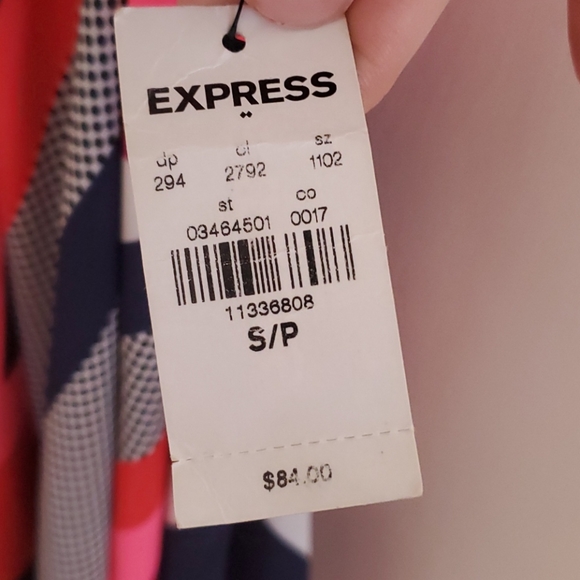 EXPRESS
dp cl sz
294 2792 1102
st co
03464501 0017
11336808
S/P
$84.00